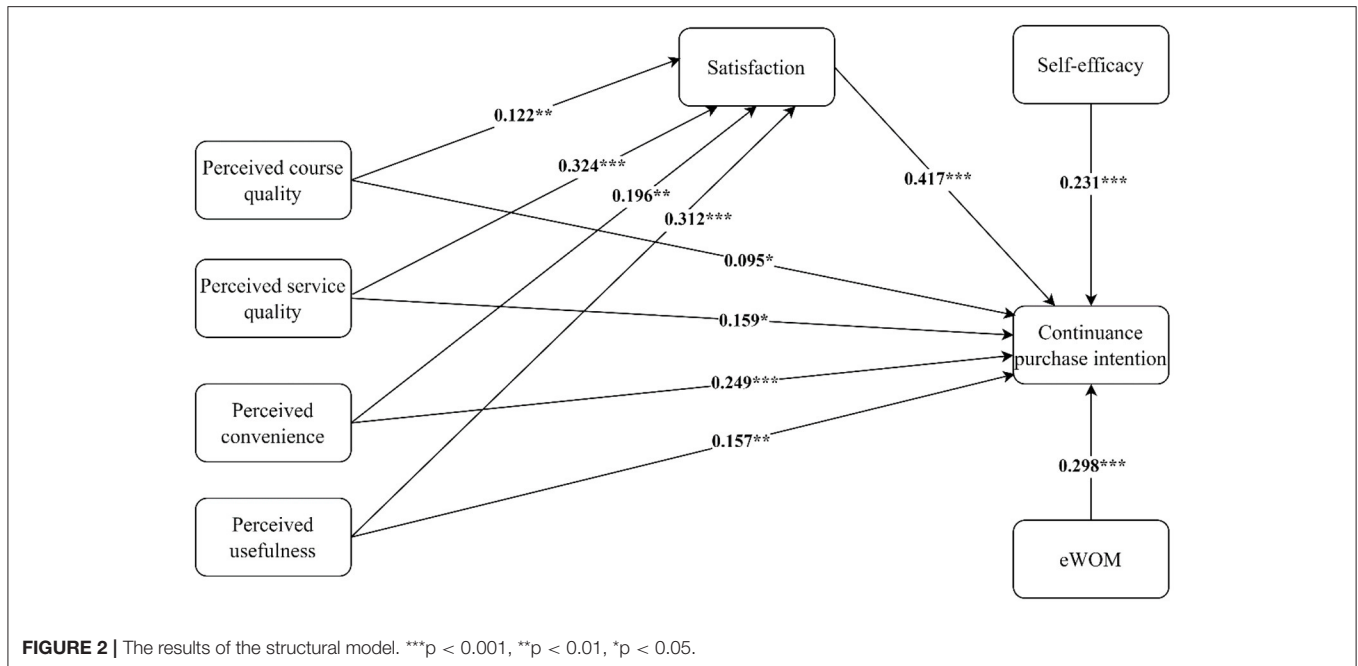 Satisfaction
Self-efficacy
0.122**
Perceived course
quality
0.324***
0.196**
0.417***
0.231***
0.312***
0.095*
Perceived service
quality
0.159*
Continuance
purchase intention
0.249***
Perceived
convenience
0.157**
0.298***
Perceived
usefulness
eWOM
FIGURE 2 | The results of the structural model. ***p < 0.001, **p < 0.01, *p < 0.05.